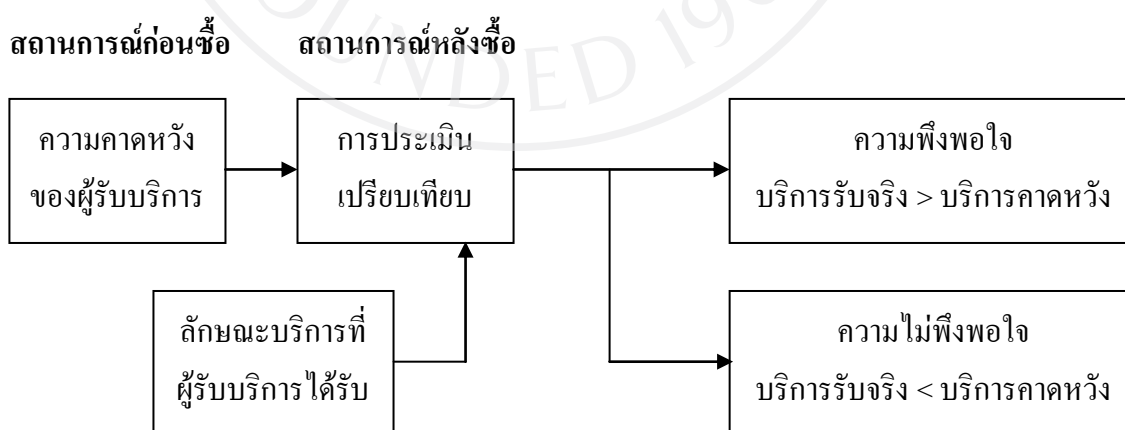 สถานการณ์ก่อนซื้อ
สถานการณ์หลังซื้อ
ความคาดหวัง
ของผู้รับบริการ
การประเมิน
เปรียบเทียบ
ความพึงพอใจ
บริการรับจริง > บริการคาดหวัง
ลักษณะบริการที่
ผู้รับบริการได้รับ
ความไม่พึงพอใจ
บริการรับจริง < บริการคาดหวัง